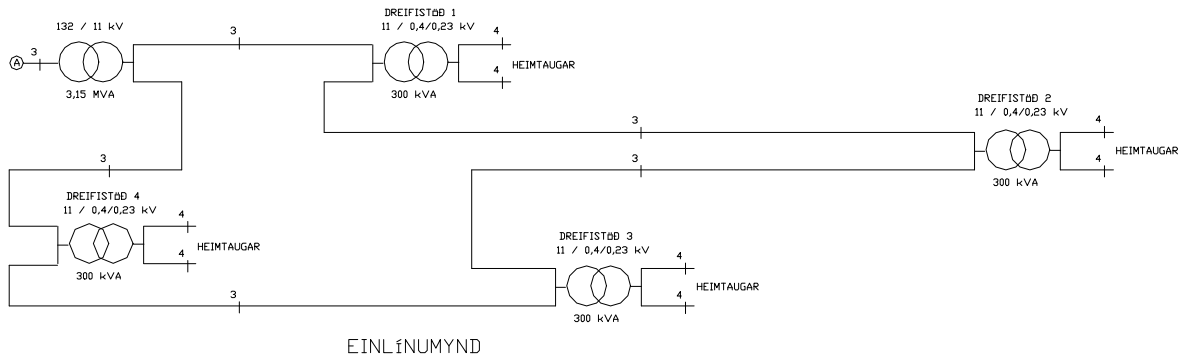 132 / 11 kV
A
3
3,15 MVA
3
DREIFISTÖÐ 1
11 / 0,4/0,23 kV
4
4
HEIMTAUGAR
300 kVA
DREIFISTÖÐ 2
11 / 0,4/0,23 kV
3
4
3
4
HEIMTAUGAR
300 kVA
3
DREIFISTÖÐ 4
11 / 0,4/0,23 kV
4
4
HEIMTAUGAR
300 kVA
DREIFISTÖÐ 3
11 / 0,4/0,23 kV
4
4
HEIMTAUGAR
300 kVA
3
EINLÍNUMYND